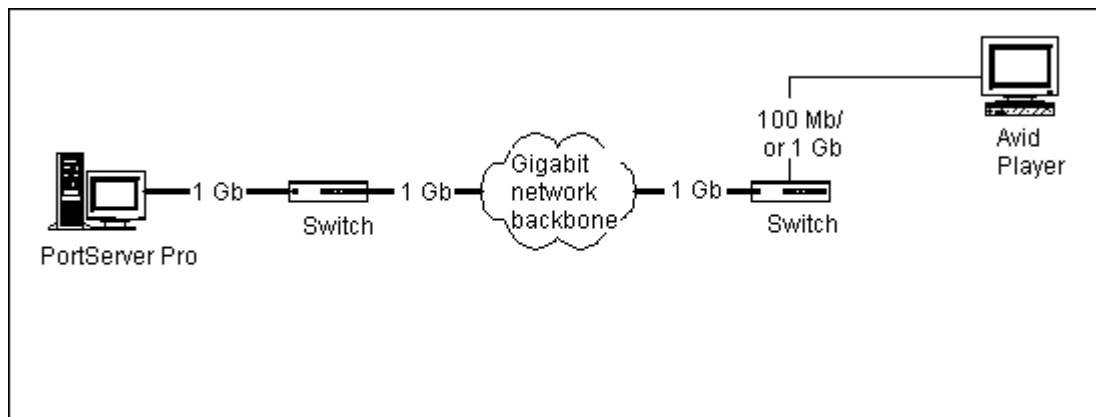 PortServer Pro
1 Gb
Switch
1 Gb
Gigabit
network
backbone
1 Gb
Switch
100 Mb/
or 1 Gb
Avid
Player